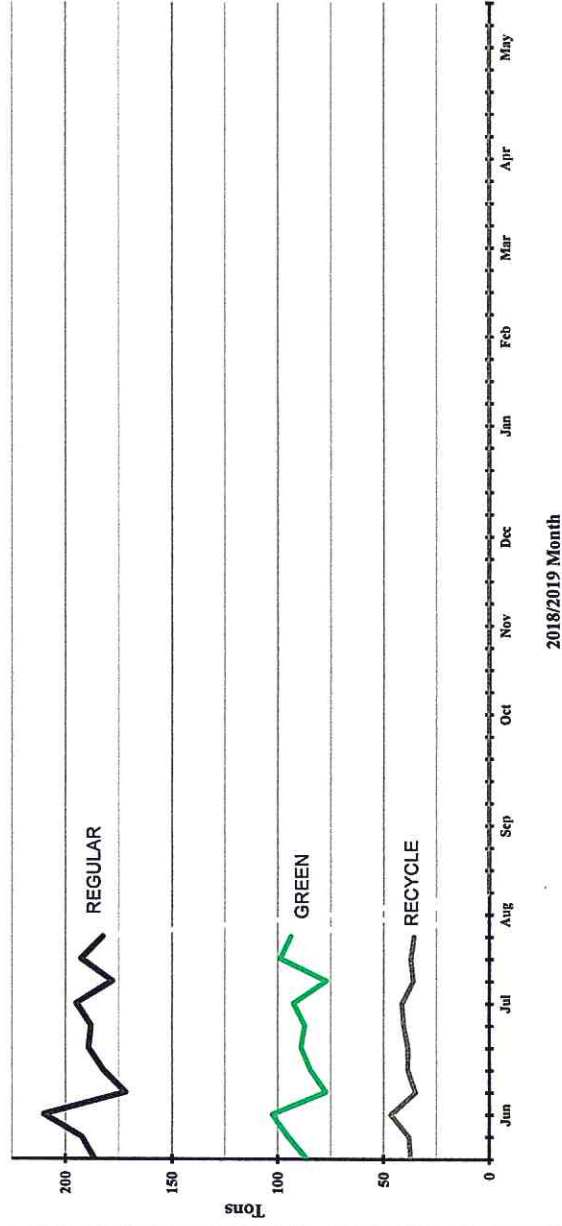 Tons
200
150
100
50
0
REGULAR
GREEN
RECYCLE
Jun
Jul
Aug
Sep
Oct
Nov
Dec
Jan
Feb
Mar
Apr
May
2018/2019 Month